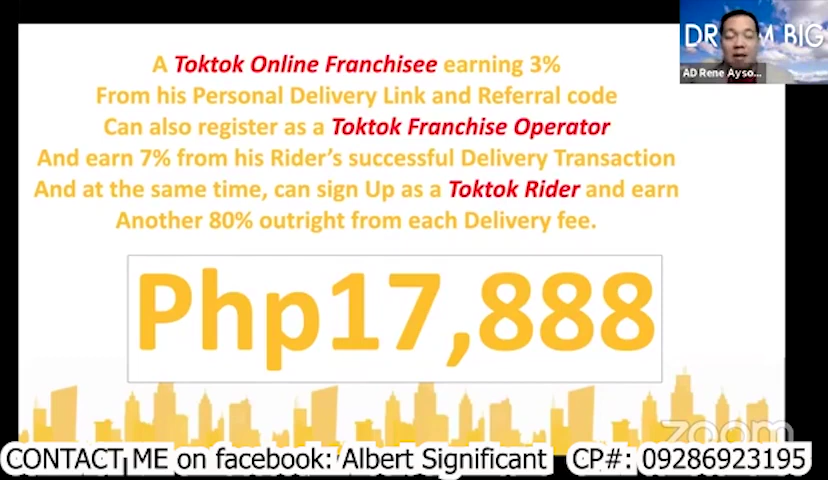 A Toktok Online Franchisee earning 3%
From his Personal Delivery Link and Referral code
Can also register as a Toktok Franchise Operator
And earn 7% from his Rider's successful Delivery Transaction
And at the same time, can sign Up as a Toktok Rider and earn
Another 80% outright from each Delivery fee.
Php17,888
BIG
AD Rene Ayso...
zoom
CONTACT ME on facebook: Albert Significant CP#: 09286923195